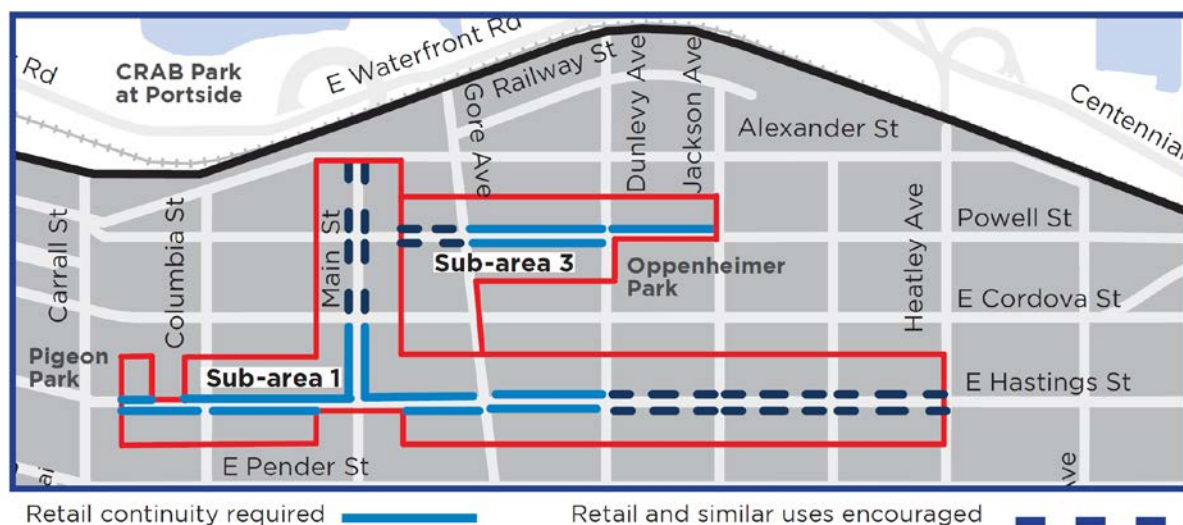 E Waterfront Rd
Rd
CRAB Park
at Portside
Railway St
Gore Ave
Dunlevy Ave
Jackson Ave
Centennial
Alexander St
Carrall St
Columbia St
Main St
Heatley Ave
Powell St
Sub-area 3
Oppenheimer
Park
E Cordova St
Pigeon
Park
Sub-area 1
E Hastings St
E Pender St
Ave
Retail continuity required
Retail and similar uses encouraged